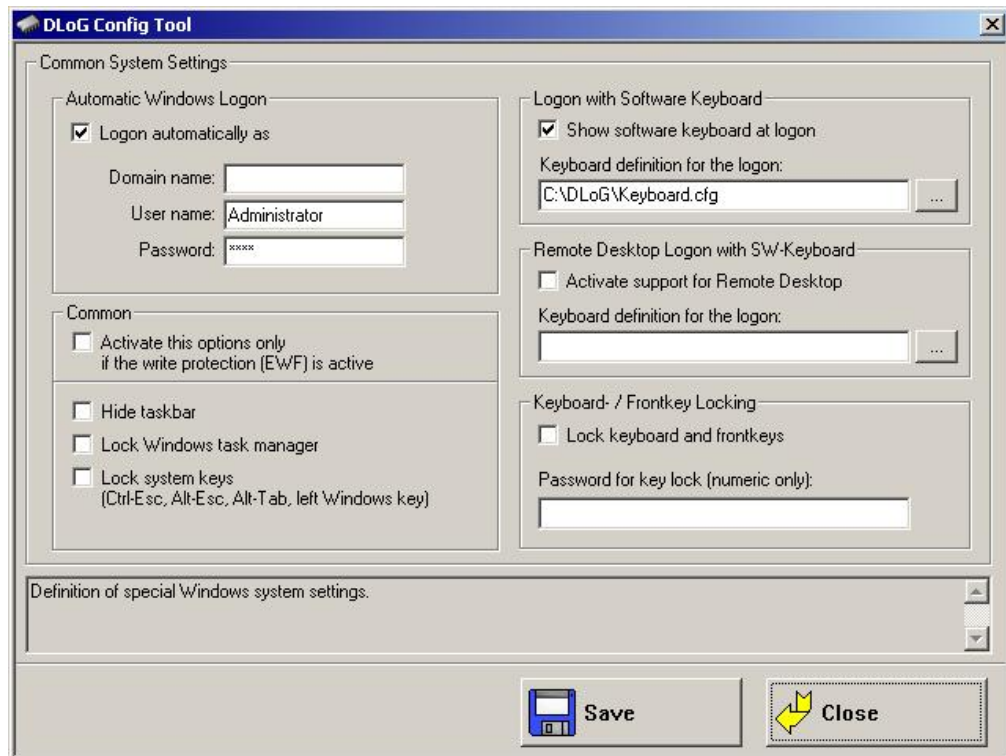 DLoG Config Tool
Common System Settings
Automatic Windows Logon
Logon automatically as
Domain name:
User name: Administrator
Password: ****
Common
Activate this options only
if the write protection (EWF) is active
Hide taskbar
Lock Windows task manager
Lock system keys
(Ctrl-Esc, Alt-Esc, Alt-Tab, left Windows key)
Logon with Software Keyboard
Show software keyboard at logon
Keyboard definition for the logon:
C:\DLoG\Keyboard.cfg
...
Remote Desktop Logon with SW-Keyboard
Activate support for Remote Desktop
Keyboard definition for the logon:
...
Keyboard- / Frontkey Locking
Lock keyboard and frontkeys
Password for key lock (numeric only):
Definition of special Windows system settings.
Save
Close